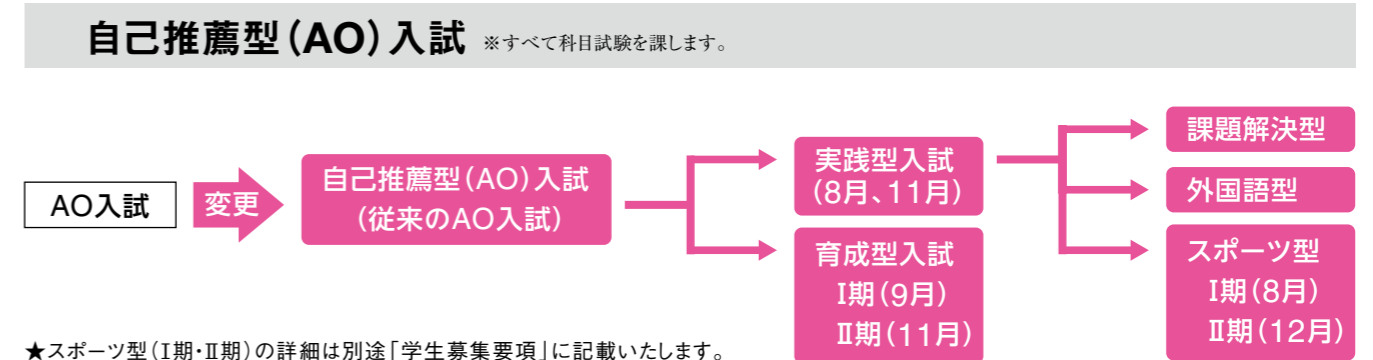 自己推薦型(AO)入試 ※すべて科目試験を課します。
AO入試
変更
自己推薦型(AO)入試
(従来のAO入試)
実践型入試
(8月、11月)
育成型入試
Ⅰ期(9月)
Ⅱ期(11月)
課題解決型
外国語型
スポーツ型
Ⅰ期(8月)
Ⅱ期(12月)
★スポーツ型(Ⅰ期・Ⅱ期)の詳細は別途「学生募集要項」に記載いたします。